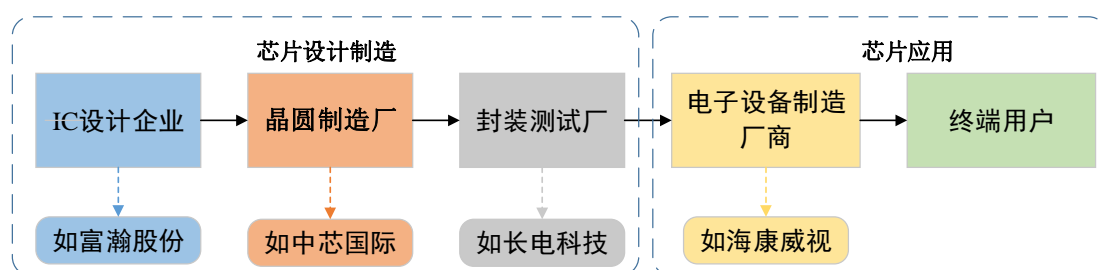 芯片设计制造
芯片应用
IC设计企业
晶圆制造厂
封装测试厂
电子设备制造
厂商
终端用户
如富瀚股份
如中芯国际
如长电科技
如海康威视